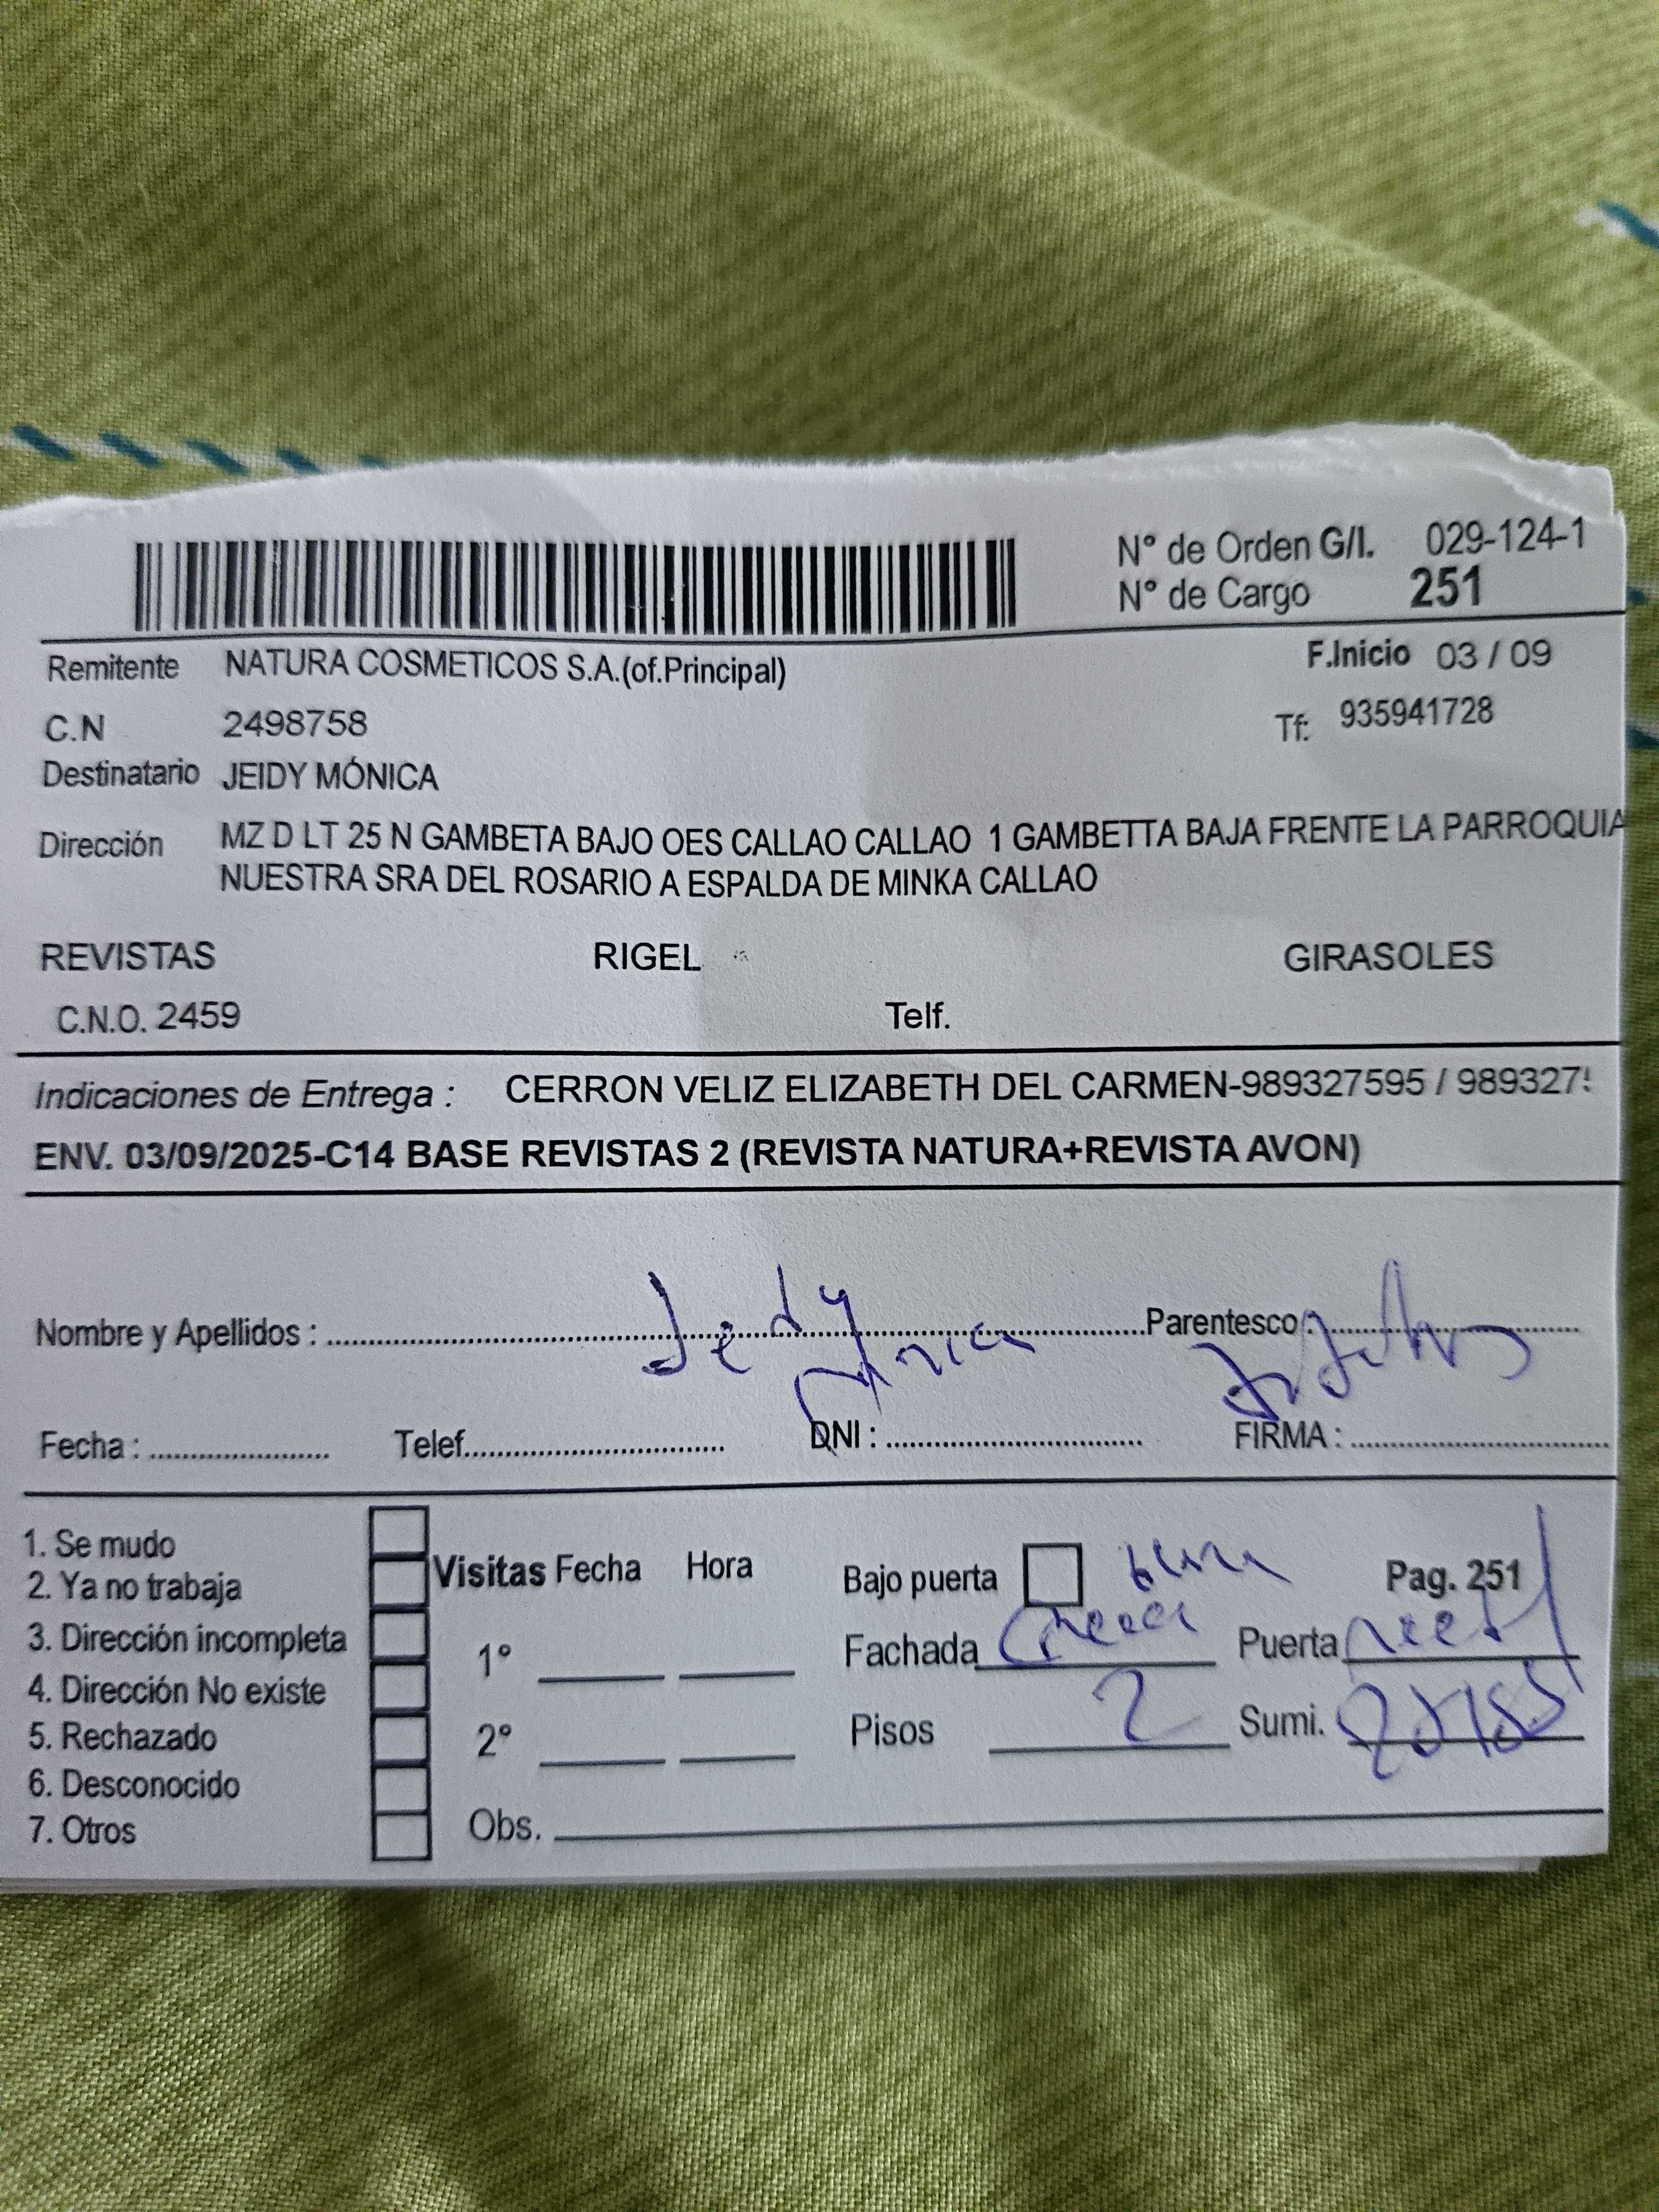 N° de Orden G/I. 029-124-1
N° de Cargo 251
Remitente NATURA COSMETICOS S.A.(of.Principal) F.Inicio 03 / 09
C.N 2498758 Tf: 935941728
Destinatario JEIDY MÓNICA
Dirección MZ D LT 25 N GAMBETA BAJO OES CALLAO CALLAO 1 GAMBETTA BAJA FRENTE LA PARROQUIA
NUESTRA SRA DEL ROSARIO A ESPALDA DE MINKA CALLAO
REVISTAS RIGEL GIRASOLES
C.N.O. 2459 Telf.
Indicaciones de Entrega : CERRON VELIZ ELIZABETH DEL CARMEN-989327595 / 989327
ENV. 03/09/2025-C14 BASE REVISTAS 2 (REVISTA NATURA+REVISTA AVON)
Nombre y Apellidos : Jedy Parentesco :
Fecha : Telef. DNI : FIRMA :
1. Se mudo
2. Ya no trabaja Visitas Fecha Hora Bajo puerta Pag. 251
3. Dirección incompleta 1° Fachada Puerta
4. Dirección No existe
5. Rechazado 2° Pisos 2 Sumi.
6. Desconocido
7. Otros Obs.